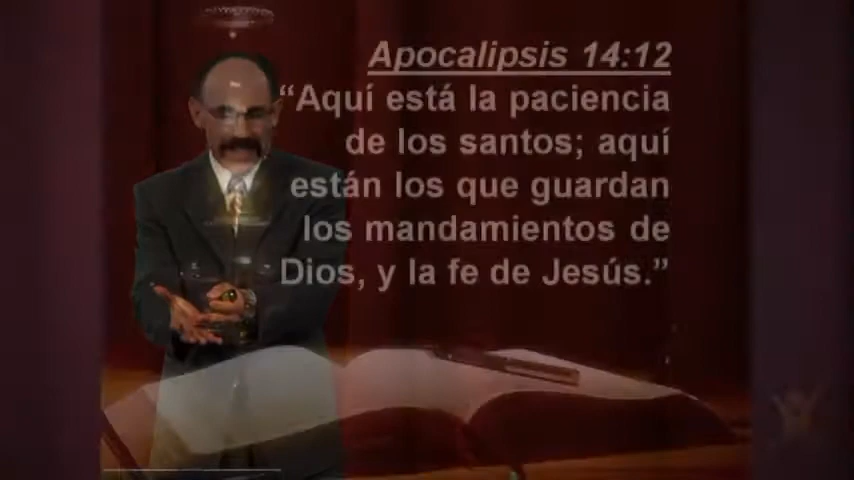 Apocalipsis 14:12
“Aquí está la paciencia
de los santos; aquí
están los que guardan
los mandamientos de
Dios, y la fe de Jesús.”